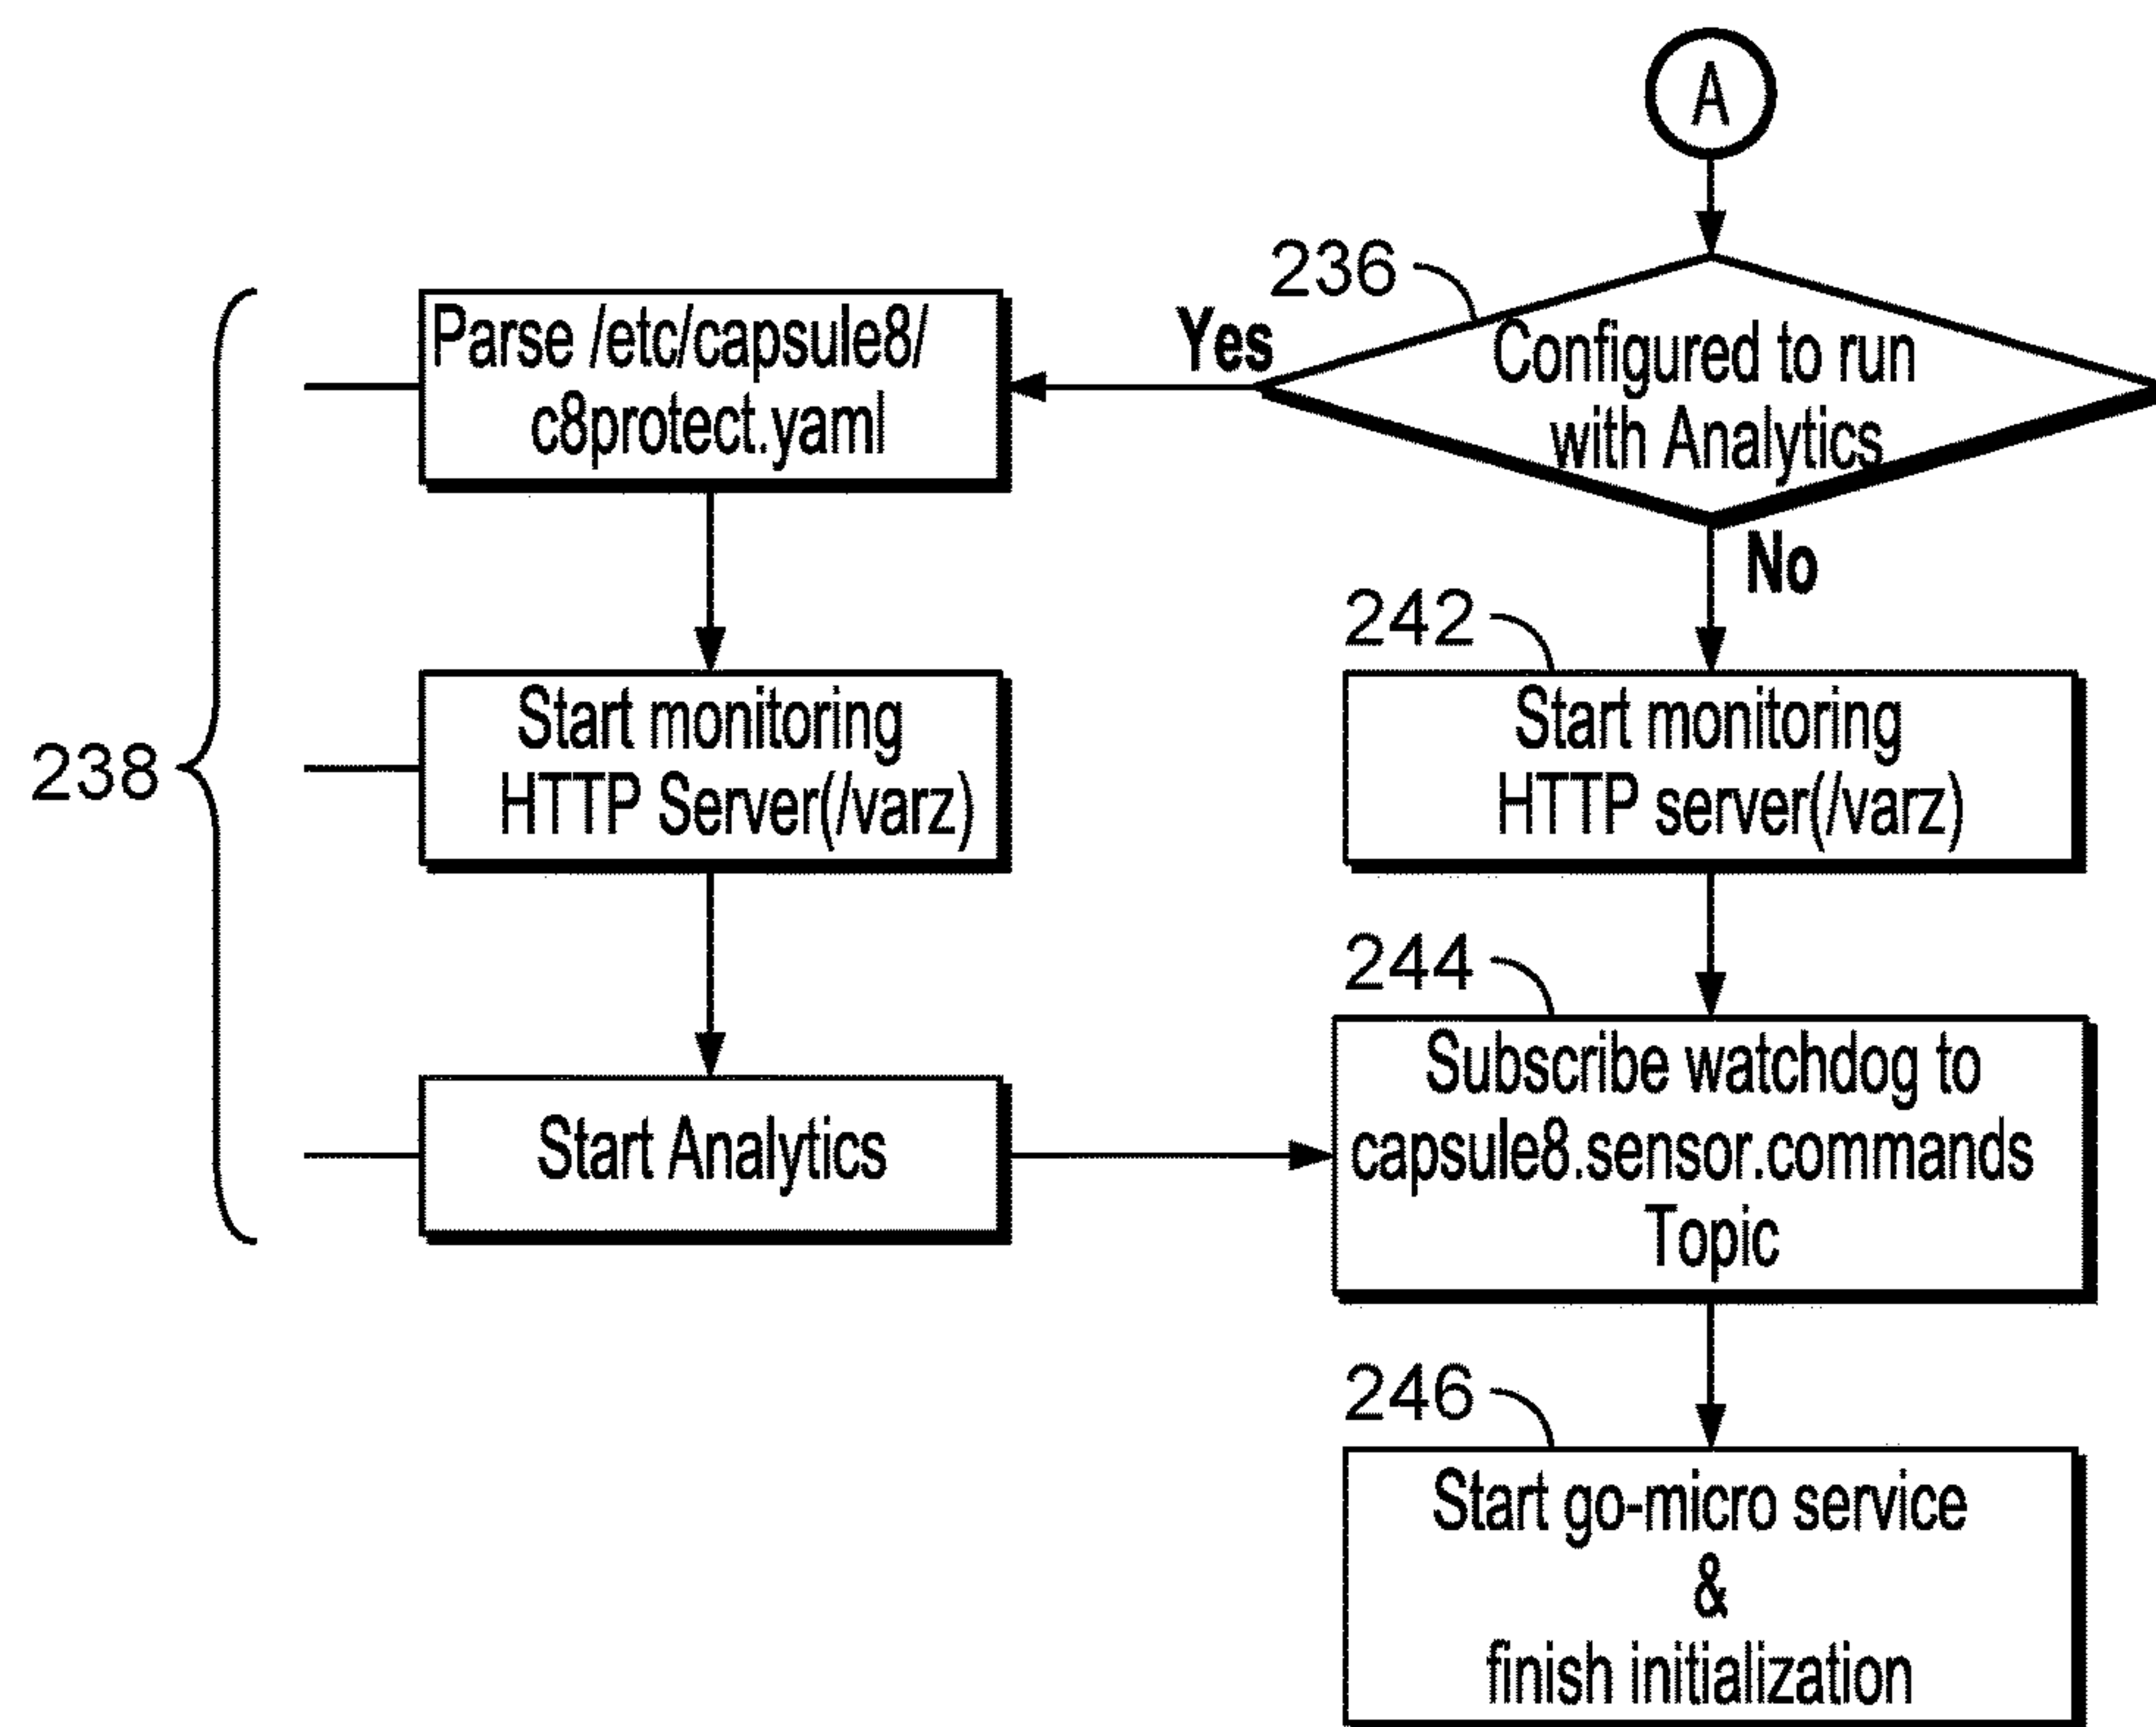 A
236
Configured to run
with Analytics
Yes
No
Parse /etc/capsule8/
c8protect.yaml
Start monitoring
HTTP Server(/varz)
Start Analytics
238
242
Start monitoring
HTTP server(/varz)
244
Subscribe watchdog to
capsule8.sensor.commands
Topic
246
Start go-micro service
&
finish initialization